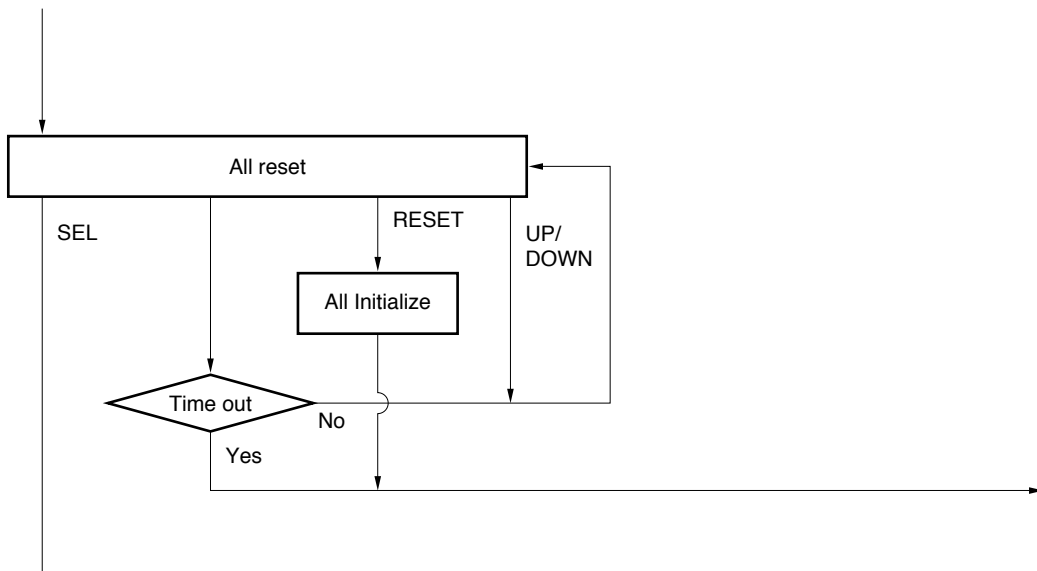 All reset
SEL
RESET
UP/
DOWN
All Initialize
Time out
No
Yes